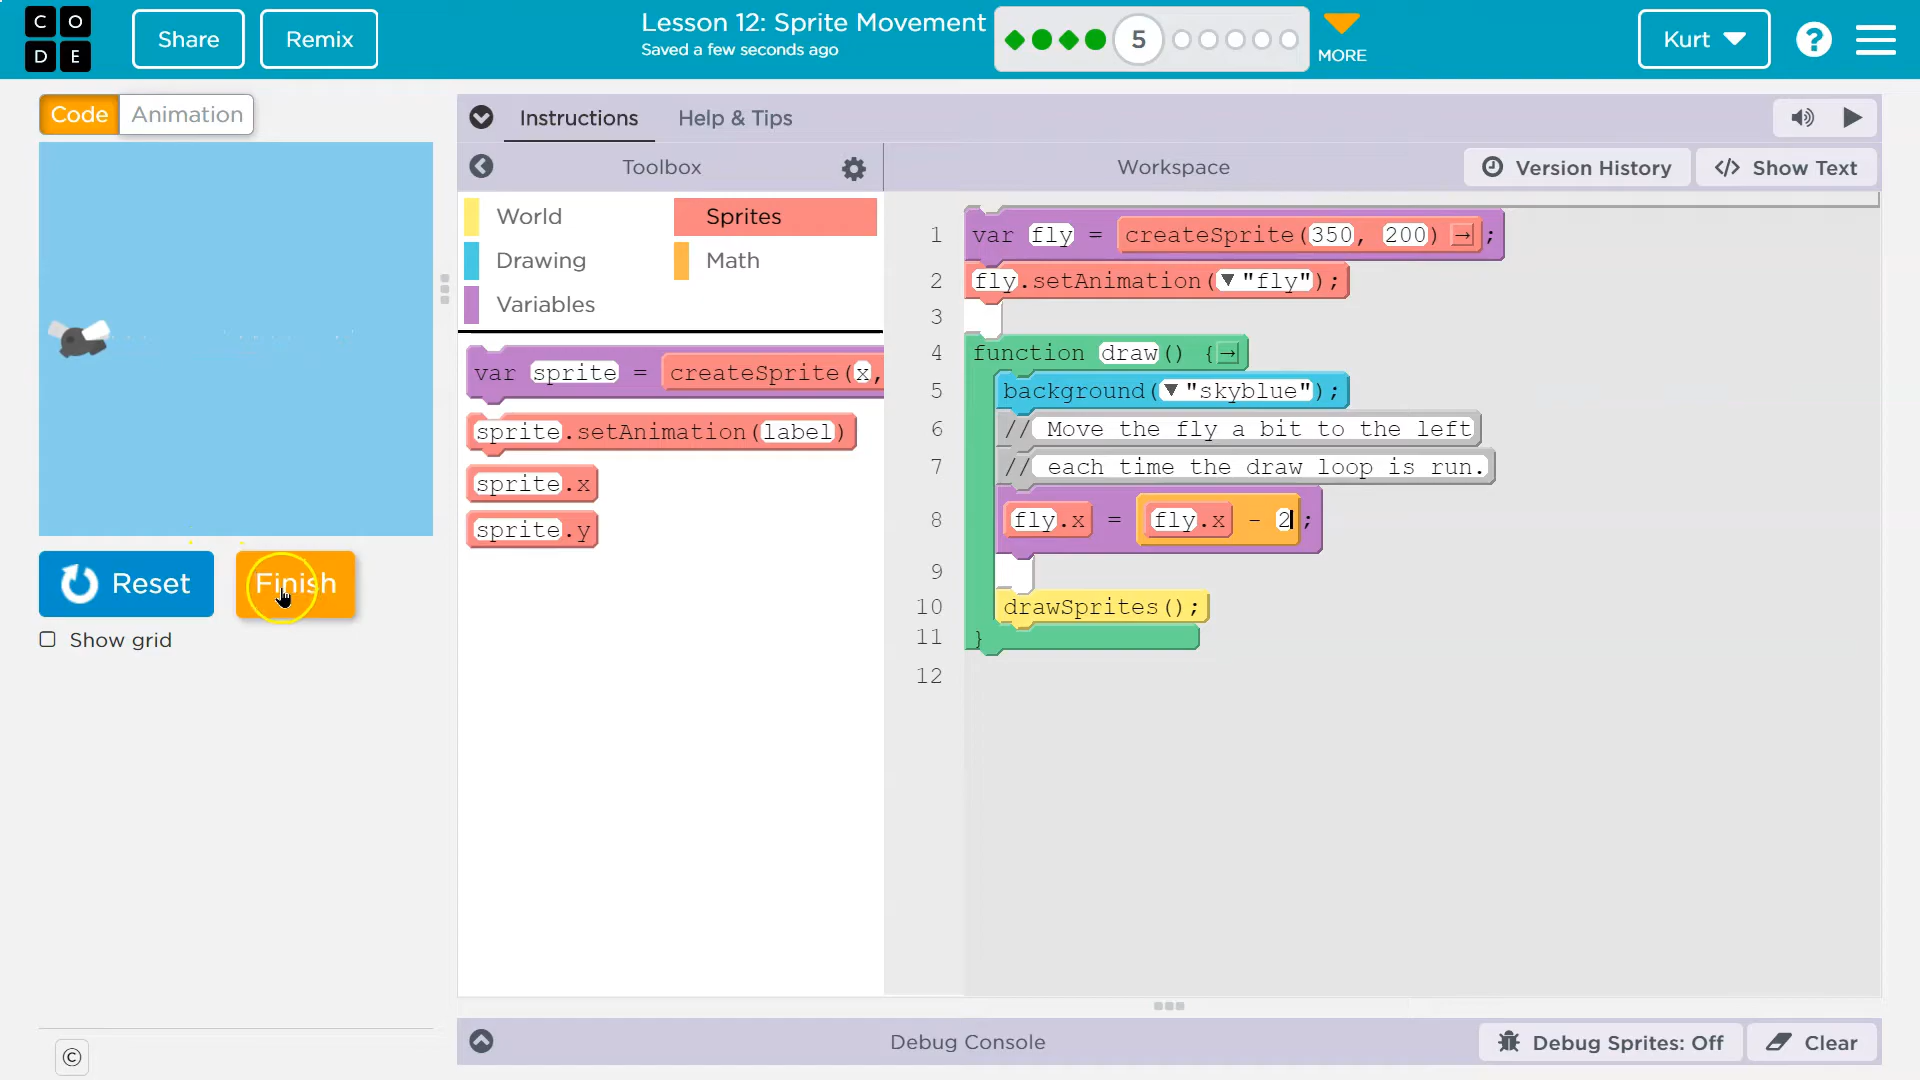 C O
D E
Share
Remix
Lesson 12: Sprite Movement
Saved a few seconds ago
5
MORE
Kurt
?
Code
Animation
Instructions
Help & Tips
Toolbox
Workspace
Version History
</> Show Text
World
Sprites
Drawing
Math
Variables
var sprite = createSprite(x,
sprite.setAnimation(label)
sprite.x
sprite.y
1 var fly = createSprite(350, 200) → ;
2 fly.setAnimation(▼"fly");
3
4 function draw() {→
5 background(▼"skyblue");
6 // Move the fly a bit to the left
7 // each time the draw loop is run.
8 fly.x = fly.x - 2;
9
10 drawSprites();
11 }
12
Reset
Finish
Show grid
©
Debug Console
Debug Sprites: Off
Clear